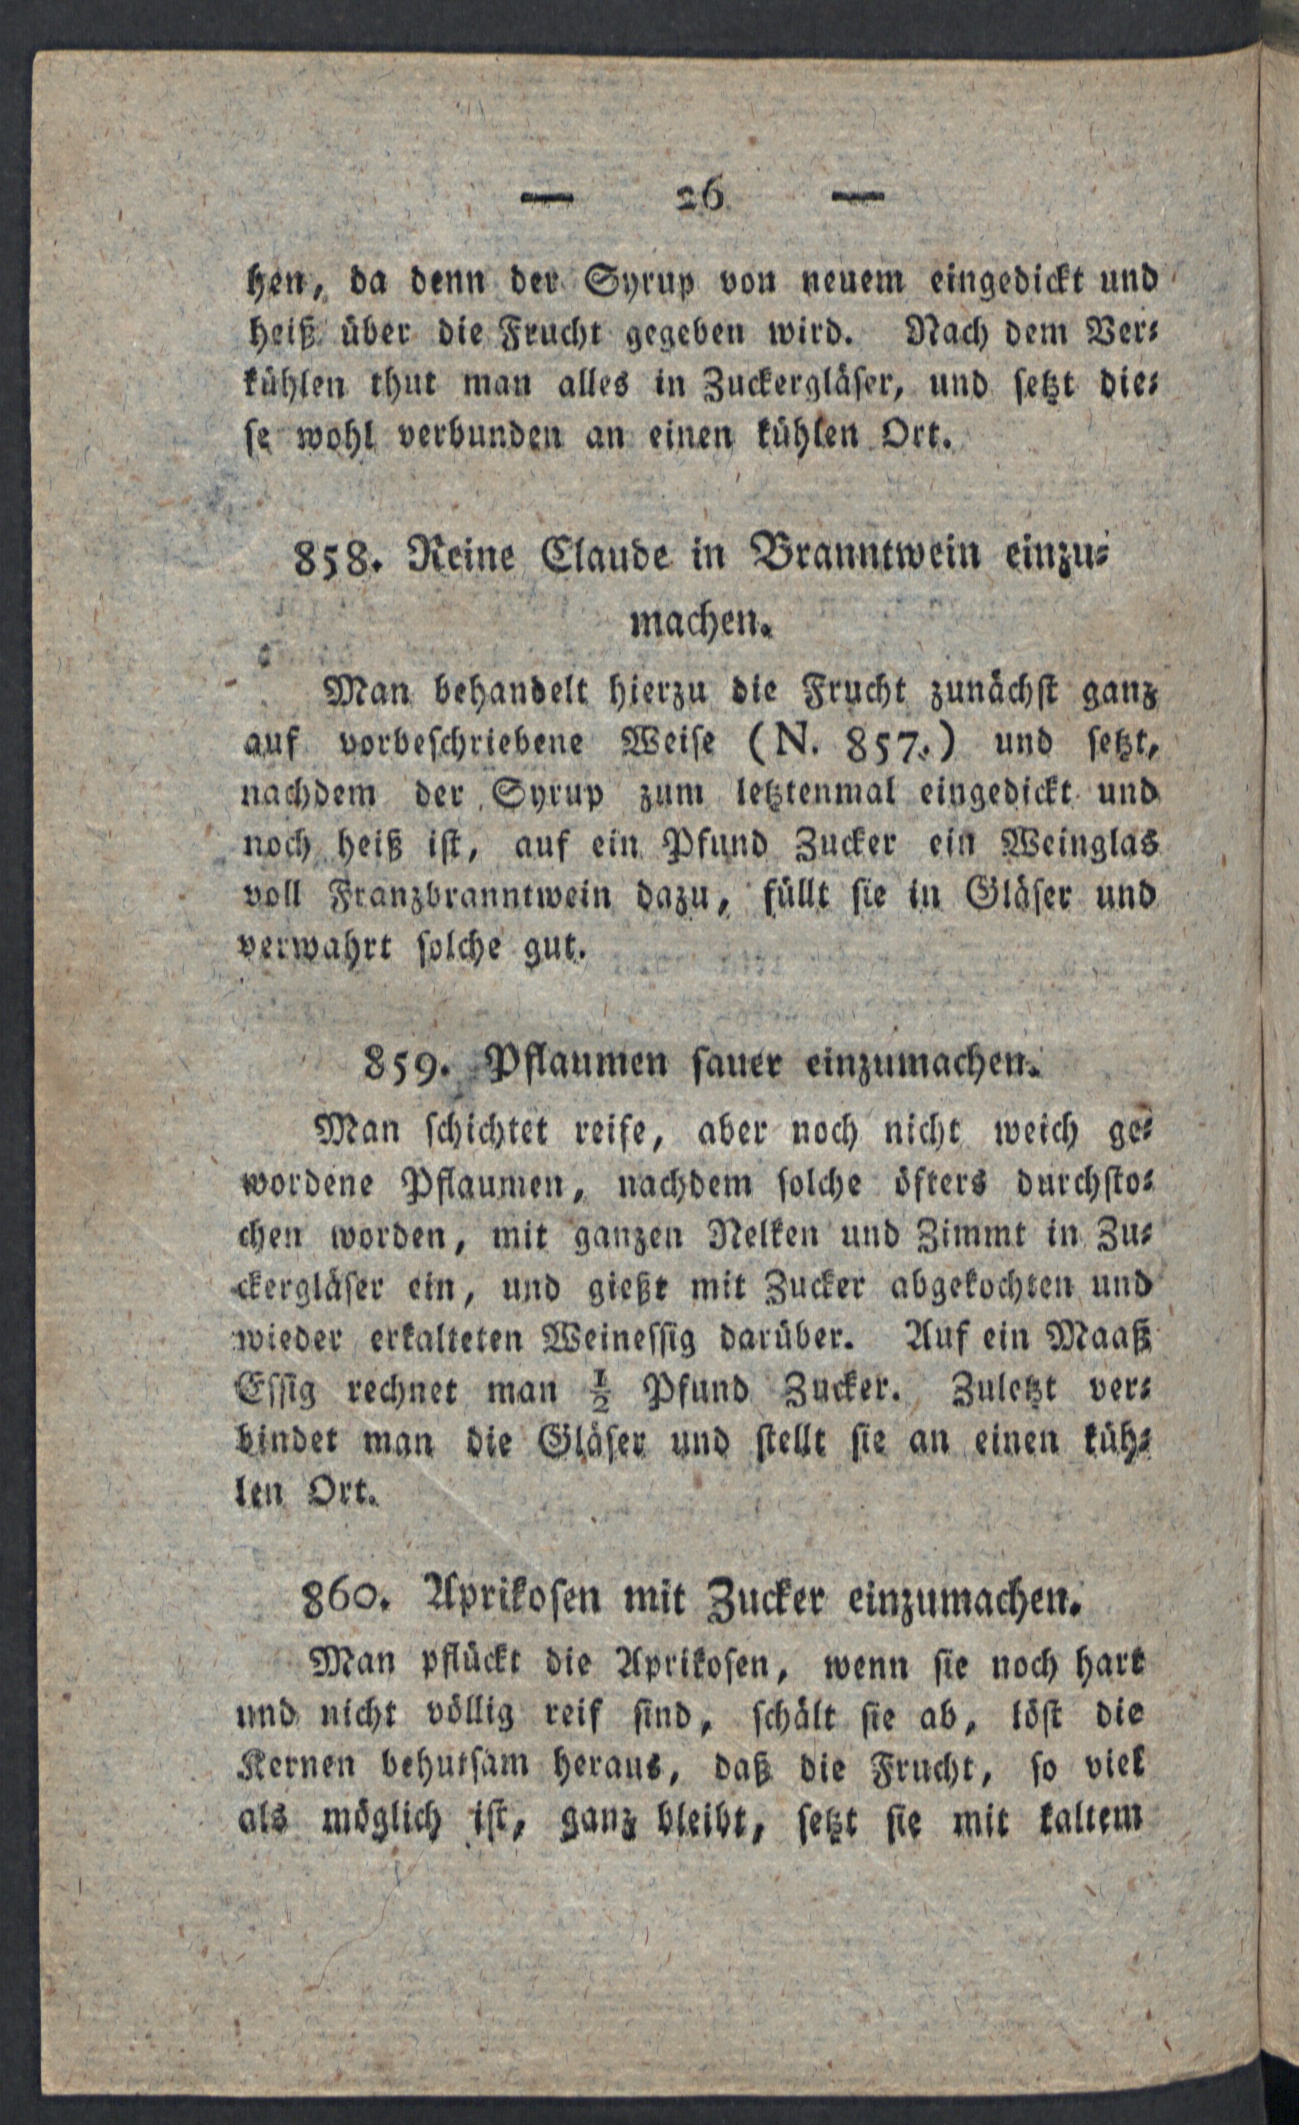 — 26 —
hen, da denn der Syrup von neuem eingedickt und
heiß über die Frucht gegeben wird. Nach dem Ver⸗
kühlen thut man alles in Zuckergläser, und setzt die⸗
se wohl verbunden an einen kühlen Ort.
858. Reine Claude in Branntwein einzu⸗
machen.
Man behandelt hierzu die Frucht zunächst ganz
auf vorbeschriebene Weise (N. 857.) und setzt,
nachdem der Syrup zum letztenmal eingedickt und
noch heiß ist, auf ein Pfund Zucker ein Weinglas
voll Franzbranntwein dazu, füllt sie in Gläser und
verwahrt solche gut.
859. Pflaumen sauer einzumachen.
Man schichtet reife, aber noch nicht weich ge⸗
wordene Pflaumen, nachdem solche öfters durchsto⸗
chen worden, mit ganzen Nelken und Zimmt in Zu⸗
ckergläser ein, und gießt mit Zucker abgekochten und
wieder erkalteten Weinessig darüber. Auf ein Maaß
Essig rechnet man ½ Pfund Zucker. Zuletzt ver⸗
bindet man die Gläser und stellt sie an einen küh⸗
len Ort.
860. Aprikosen mit Zucker einzumachen.
Man pflückt die Aprikosen, wenn sie noch hart
und nicht völlig reif sind, schält sie ab, löst die
Kernen behutsam heraus, daß die Frucht, so viel
als möglich ist, ganz bleibt, setzt sie mit kaltem